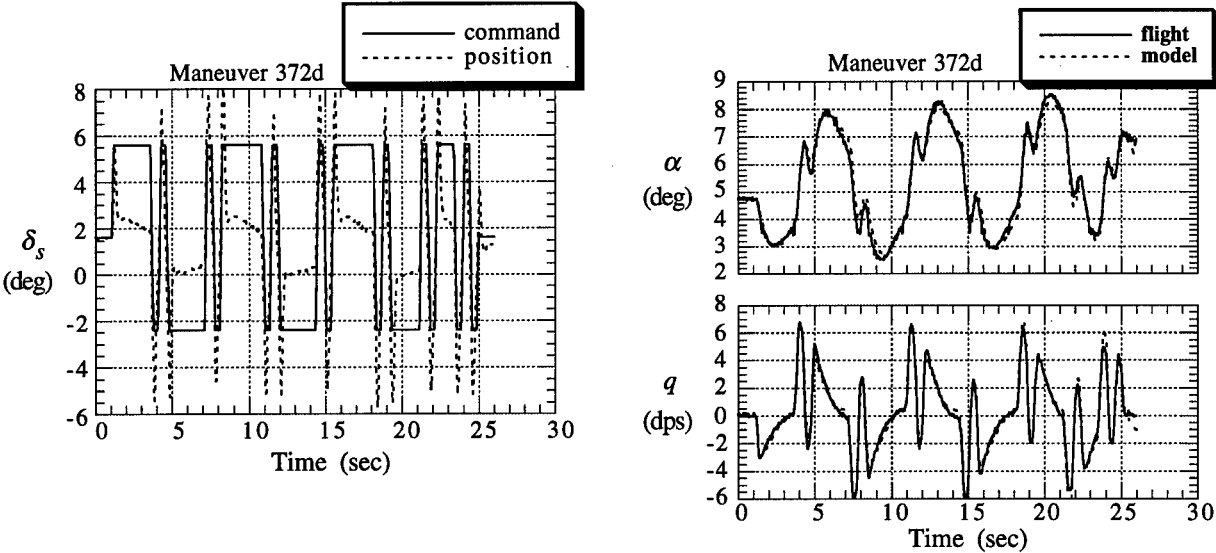 command
position
Maneuver 372d
8
6
4
2
0
-2
-4
-6
δs
(deg)
0 5 10 15 20 25 30
Time (sec)
flight
model
Maneuver 372d
9
8
7
6
5
4
3
2
α
(deg)
8
6
4
2
0
-2
-4
-6
q
(dps)
0 5 10 15 20 25 30
Time (sec)